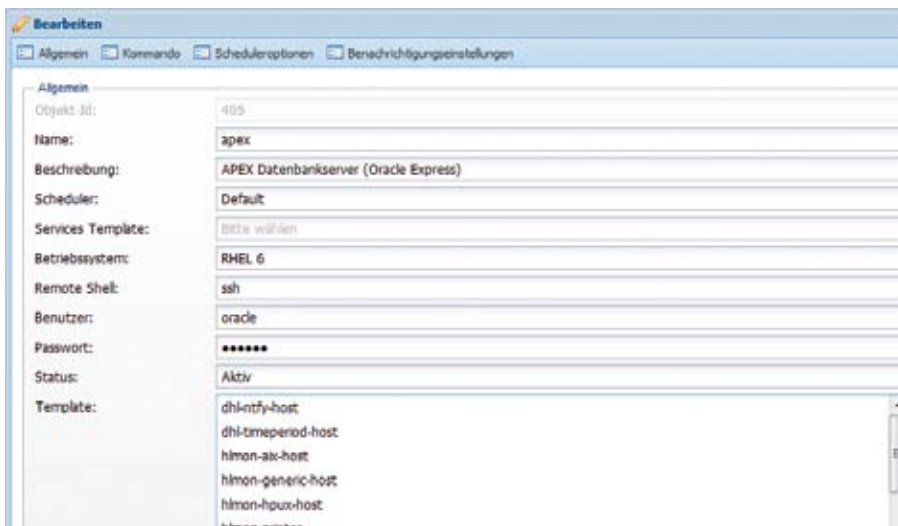 Bearbeiten
Allgemein Kommando Scheduleroptionen Benachrichtigungseinstellungen
Allgemein
Objekt-Id: 405
Name: apex
Beschreibung: APEX Datenbankserver (Oracle Express)
Scheduler: Default
Services Template: Bitte wählen
Betriebssystem: RHEL 6
Remote Shell: ssh
Benutzer: oracle
Passwort: ●●●●●●
Status: Aktiv
Template: dhl-ntfy-host
dhl-timeperiod-host
hlmon-aix-host
hlmon-generic-host
hlmon-hpux-host